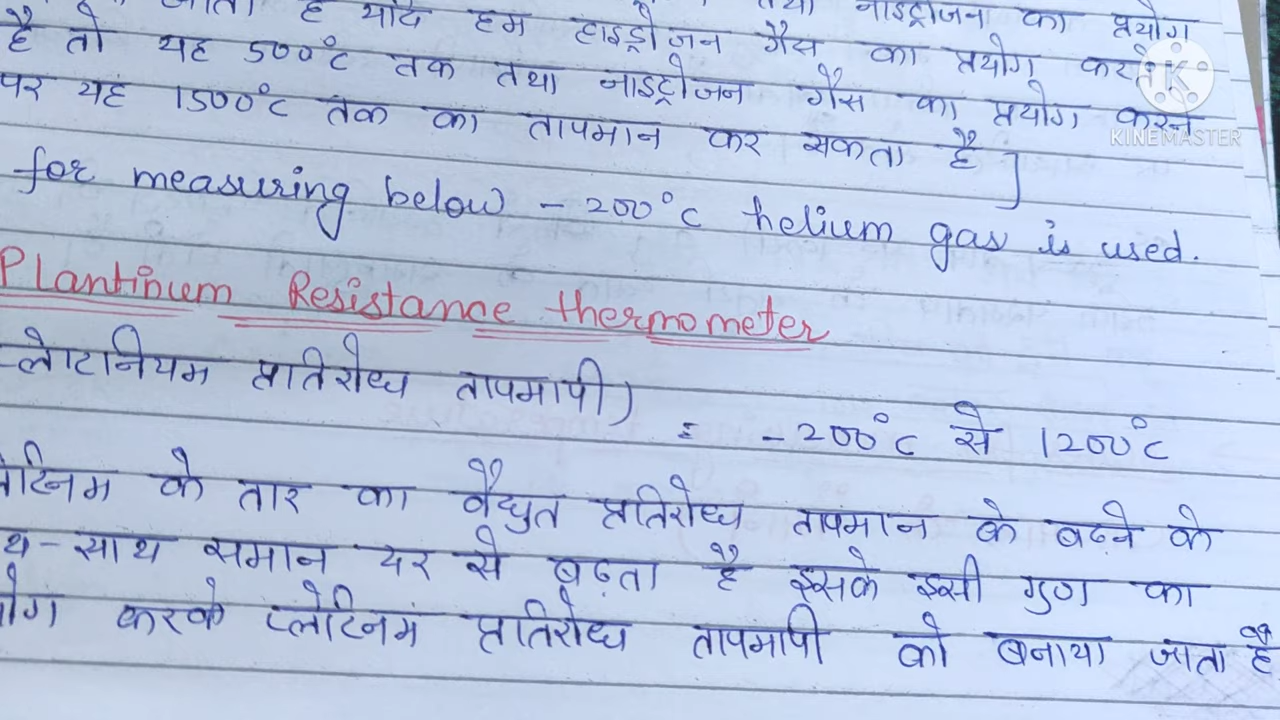 जाता है यदि हम हाइड्रोजन गैस का प्रयोग करते
है तो यह 500°C तक तथा नाइट्रोजन गैस का प्रयोग करने
पर यह 1500°C तक का तापमान कर सकता है]
for measuring below -200°C helium gas is used.
Plantinum Resistance thermometer
प्लेाटनियम प्रतिरोध तापमापी)
= -200°C से 1200°C
के तार का वैद्युत प्रतिरोध तापमान के बढ़ने के
साथ समान दर से बढ़ता है इसके इसी गुण का
करके प्लेटिनम प्रतिरोध तापमापी को बनाया जाता है
KINEMASTER